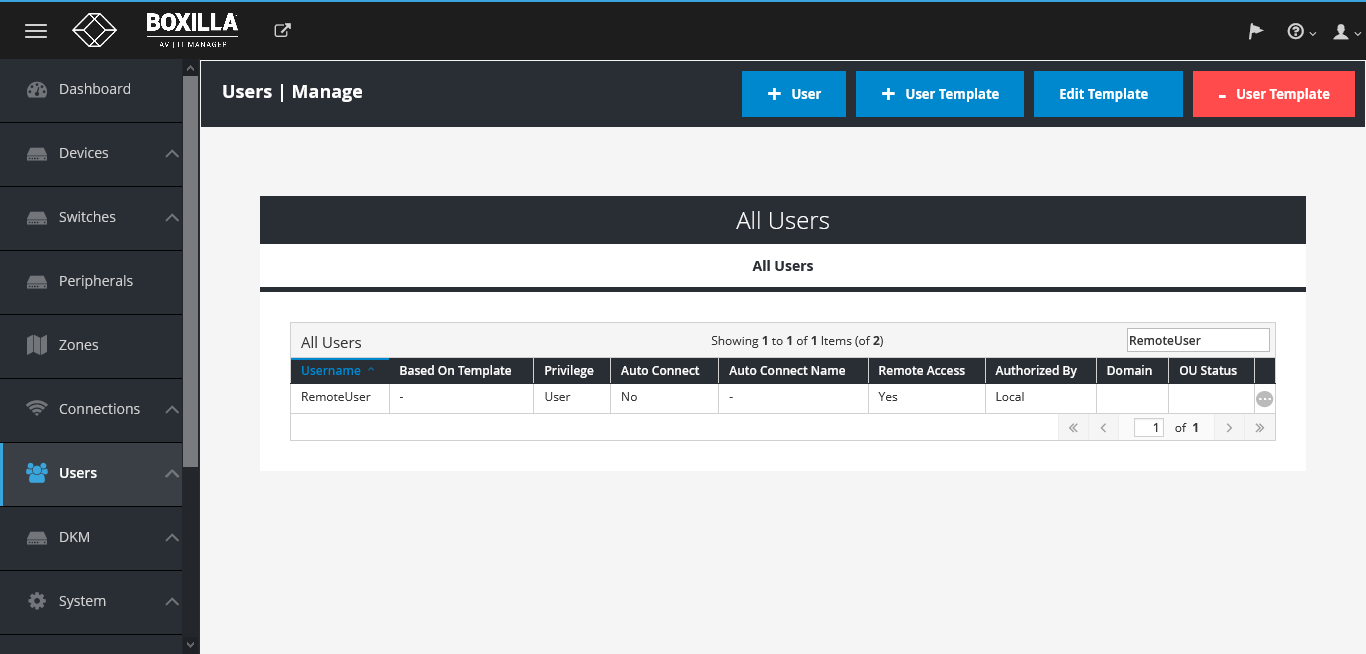 BOXILLA
AV | IT MANAGER
Dashboard
Devices
Switches
Peripherals
Zones
Connections
Users
DKM
System
Users | Manage
+ User
+ User Template
Edit Template
- User Template
All Users
All Users
All Users
Showing 1 to 1 of 1 Items (of 2)
RemoteUser
Username Based On Template Privilege Auto Connect Auto Connect Name Remote Access Authorized By Domain OU Status
RemoteUser - User No - Yes Local
« < 1 of 1 > »